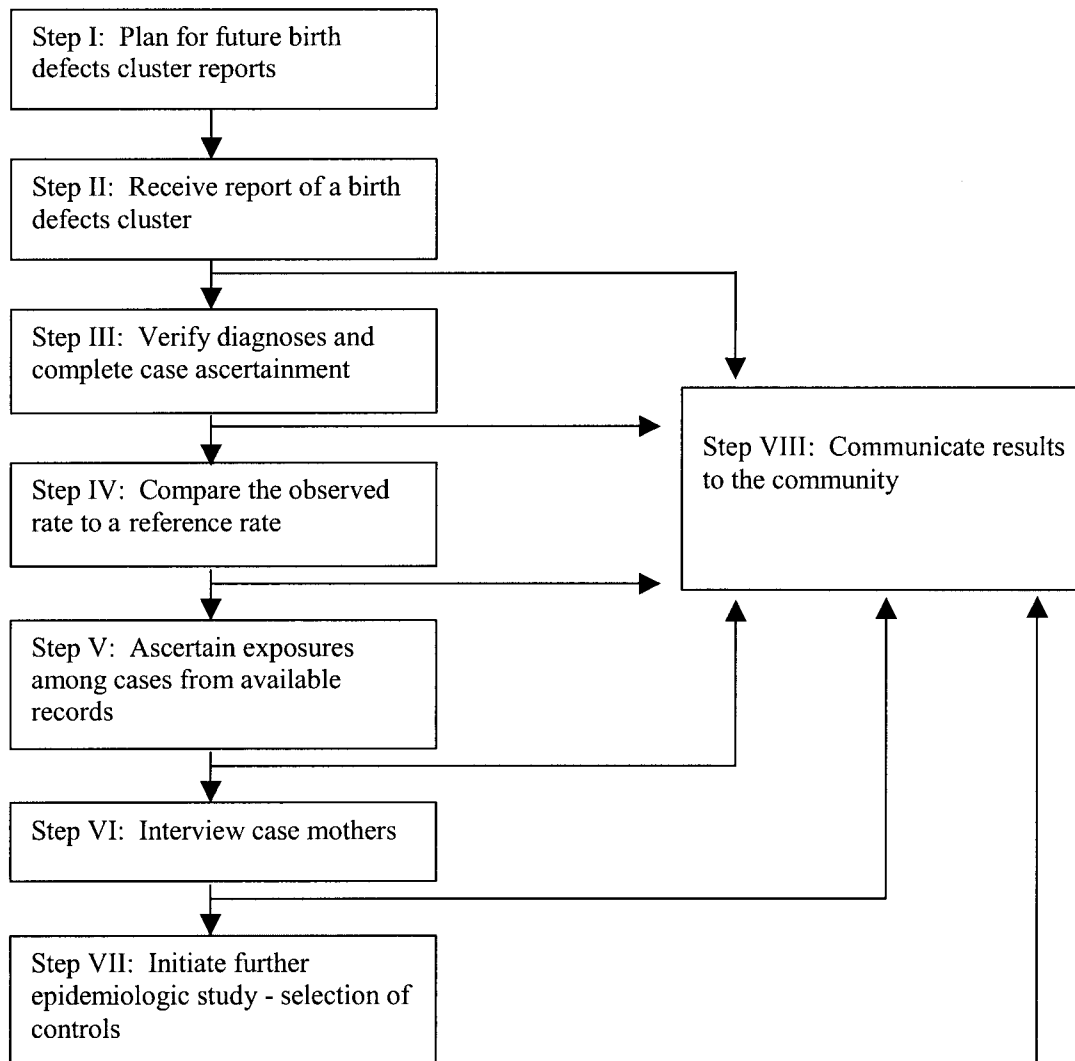 Step I: Plan for future birth
defects cluster reports
Step II: Receive report of a birth
defects cluster
Step III: Verify diagnoses and
complete case ascertainment
Step IV: Compare the observed
rate to a reference rate
Step V: Ascertain exposures
among cases from available
records
Step VI: Interview case mothers
Step VII: Initiate further
epidemiologic study - selection of
controls
Step VIII: Communicate results
to the community